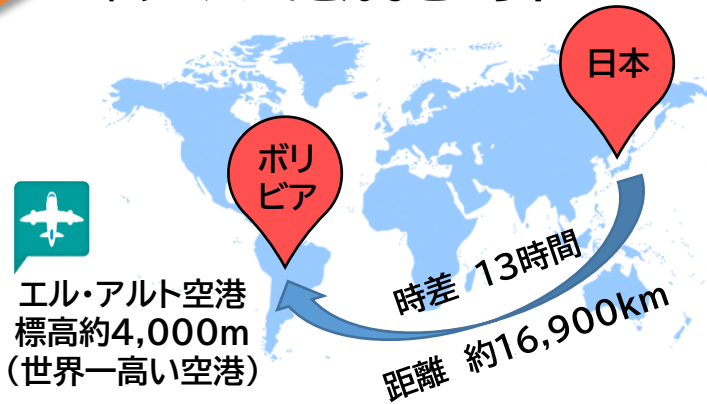 日本
ボリ
ビア
時差 13時間
距離 約16,900km
エル・アルト空港
標高約4,000m
(世界一高い空港)